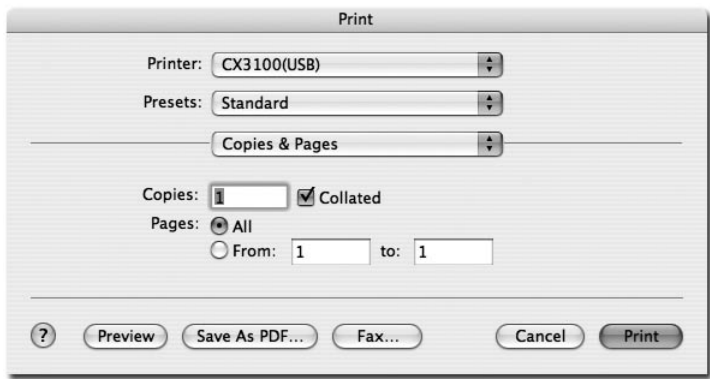 Print
Printer: CX3100(USB)
Presets: Standard
Copies & Pages
Copies: 1 Collated
Pages: All
From: 1 to: 1
? Preview Save As PDF... Fax... Cancel Print